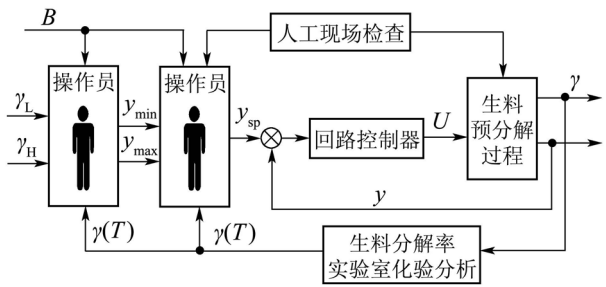 B
人工现场检查
操作员
操作员
γL
γH
ymin
ymax
ysp
回路控制器
U
生料
预分解
过程
γ
y
γ(T)
γ(T)
生料分解率
实验室化验分析